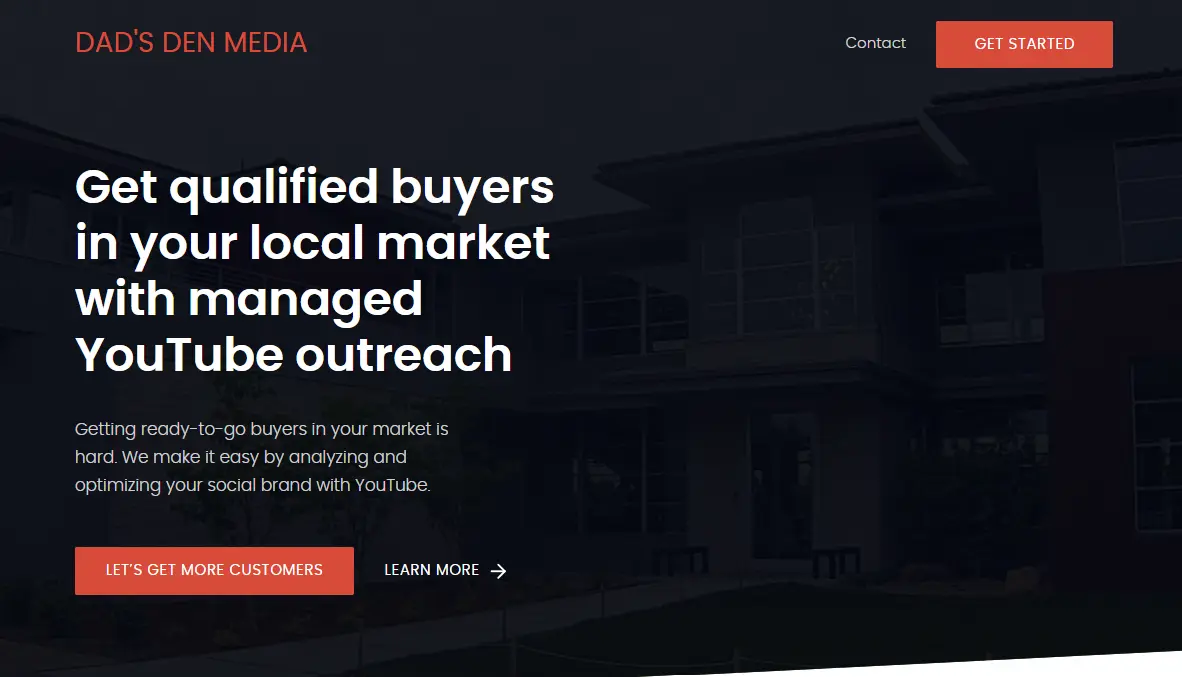 DAD'S DEN MEDIA
Contact
GET STARTED
Get qualified buyers
in your local market
with managed
YouTube outreach
Getting ready-to-go buyers in your market is
hard. We make it easy by analyzing and
optimizing your social brand with YouTube.
LET'S GET MORE CUSTOMERS
LEARN MORE